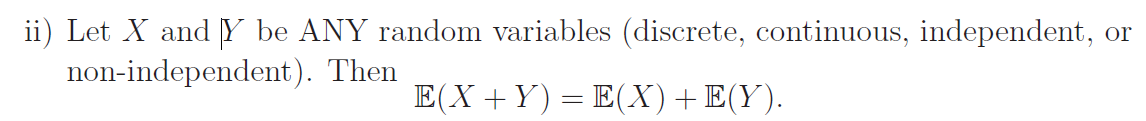 ii) Let X and Y be ANY random variables (discrete, continuous, independent, or
non-independent). Then
𝔼(X + Y) = 𝔼(X) + 𝔼(Y).